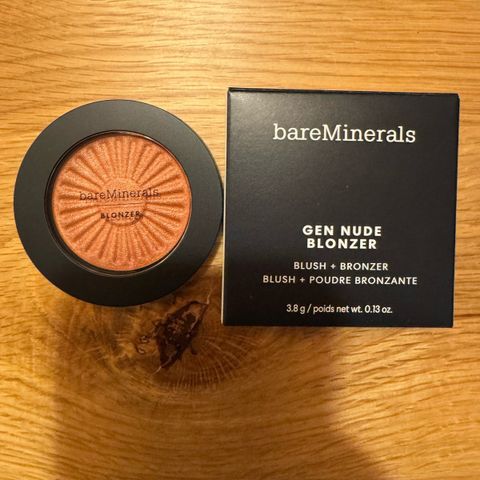 bareMinerals
BLONZER
bareMinerals
GEN NUDE
BLONZER
BLUSH + BRONZER
BLUSH + POUDRE BRONZANTE
3.8 g / poids net wt. 0.13 oz.